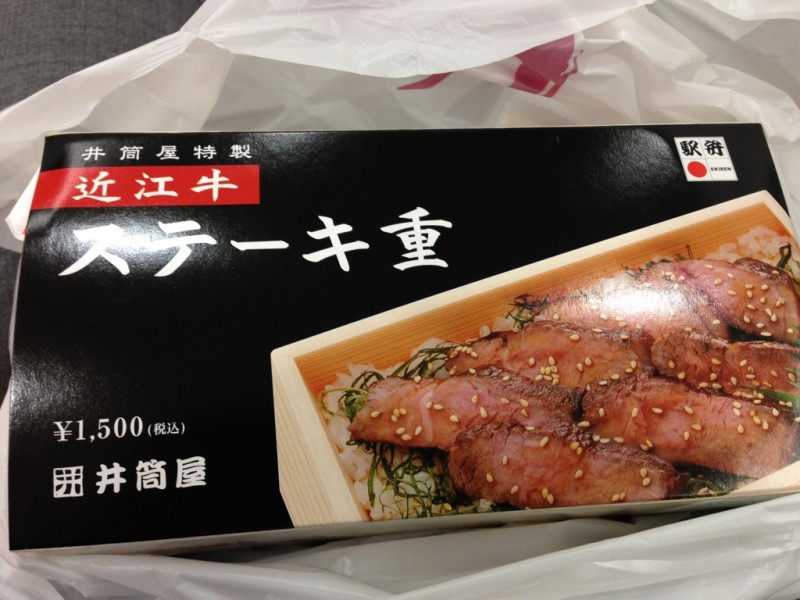 井筒屋特製
近江牛
ステーキ重
駅弁
EKIBEN
¥1,500(税込)
井筒屋